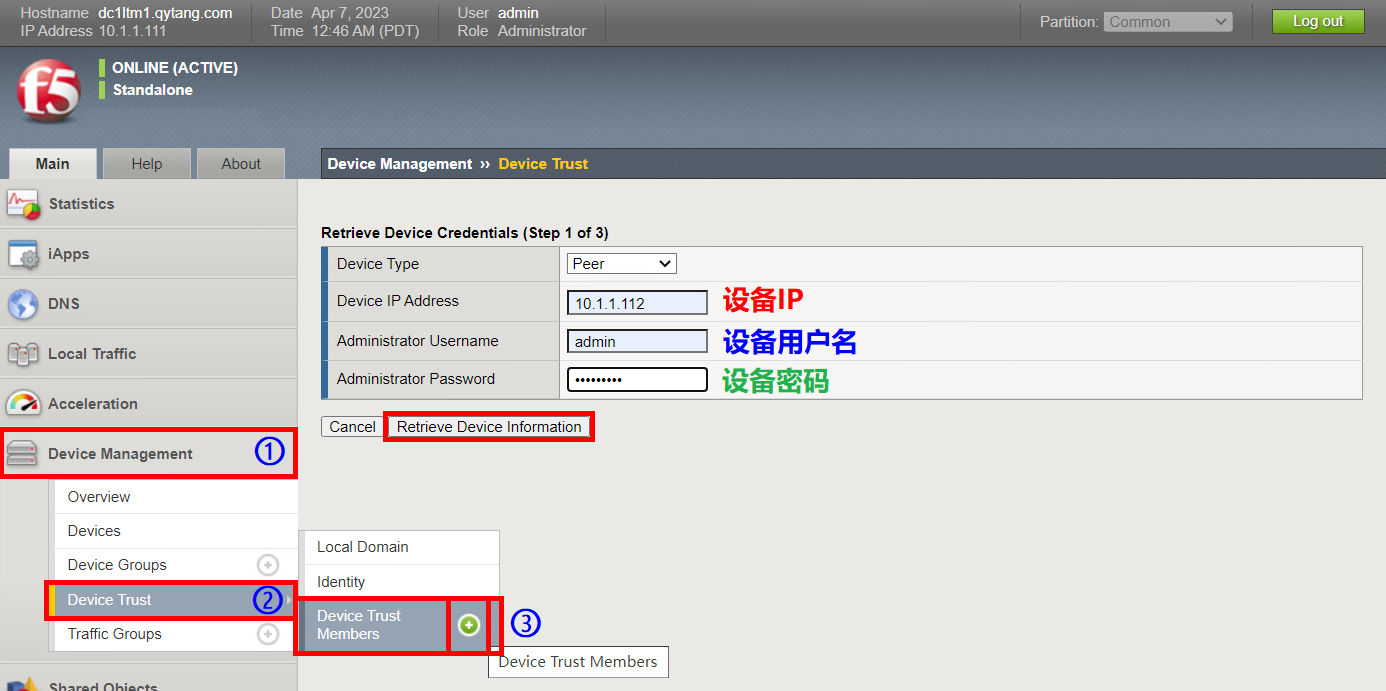 Hostname dc1ltm1.qytang.com Date Apr 7, 2023 User admin
IP Address 10.1.1.111 Time 12:46 AM (PDT) Role Administrator
Partition: Common Log out
f5
ONLINE (ACTIVE)
Standalone
Main Help About
Device Management ›› Device Trust
Statistics
iApps
DNS
Local Traffic
Acceleration
Device Management ①
Overview
Devices
Device Groups
Device Trust ②
Traffic Groups
Shared Objects
Retrieve Device Credentials (Step 1 of 3)
Device Type Peer
Device IP Address 10.1.1.112 设备IP
Administrator Username admin 设备用户名
Administrator Password ••••••••• 设备密码
Cancel Retrieve Device Information
Local Domain
Identity
Device Trust
Members
③
Device Trust Members